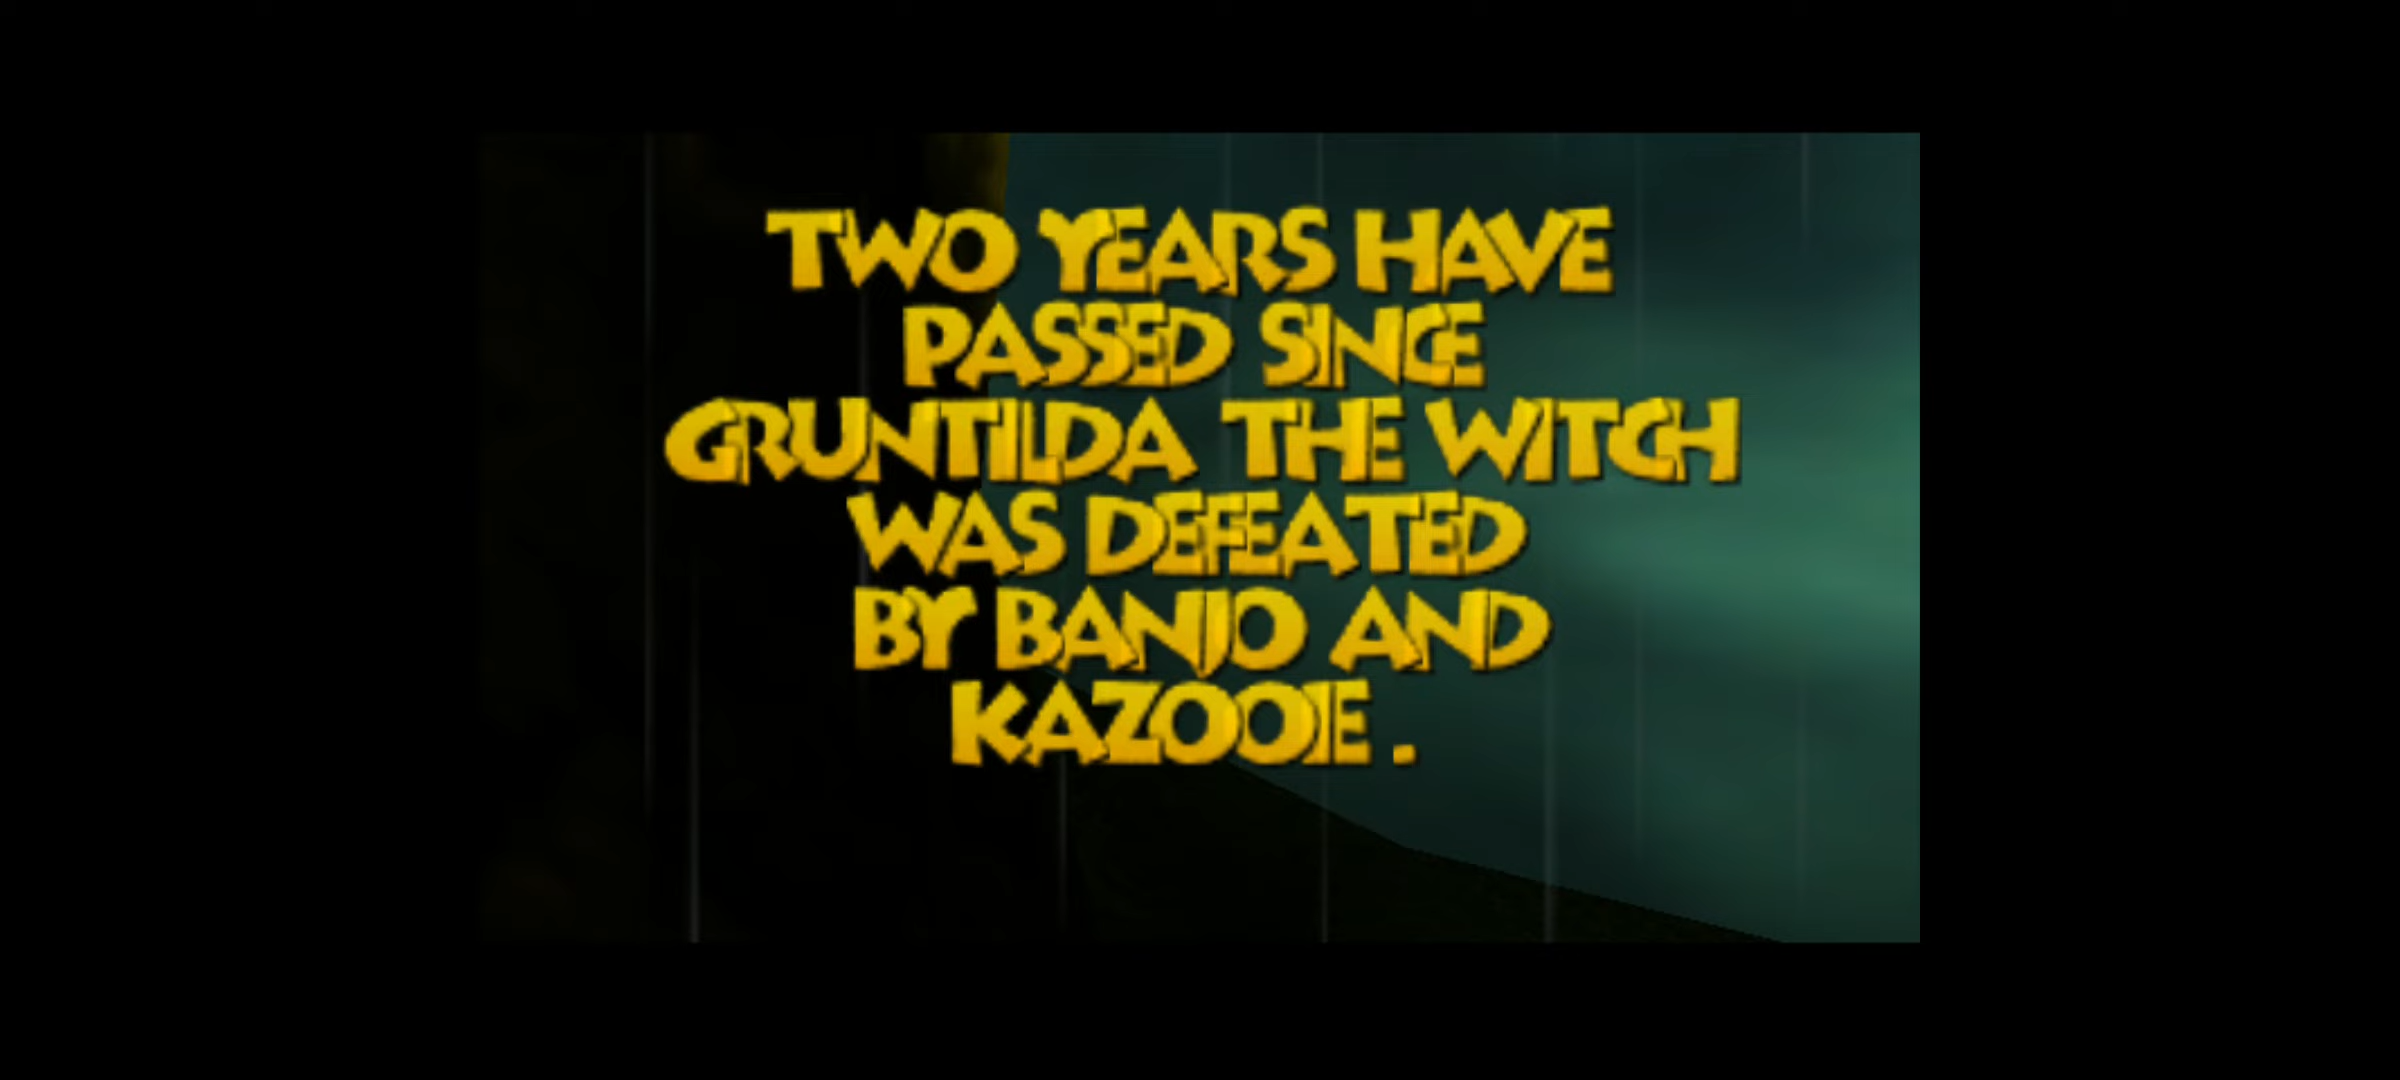 TWO YEARS HAVE
PASSED SINCE
GRUNTILDA THE WITCH
WAS DEFEATED
BY BANJO AND
KAZOOIE .